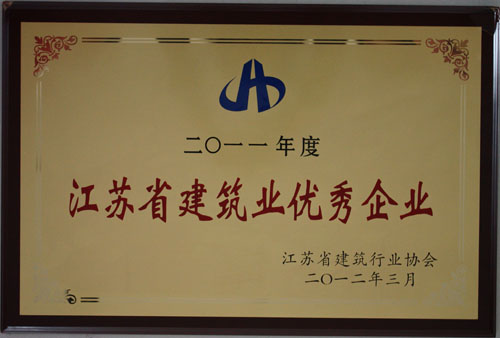 二〇一一年度
江苏省建筑业优秀企业
江苏省建筑行业协会
二〇一二年三月